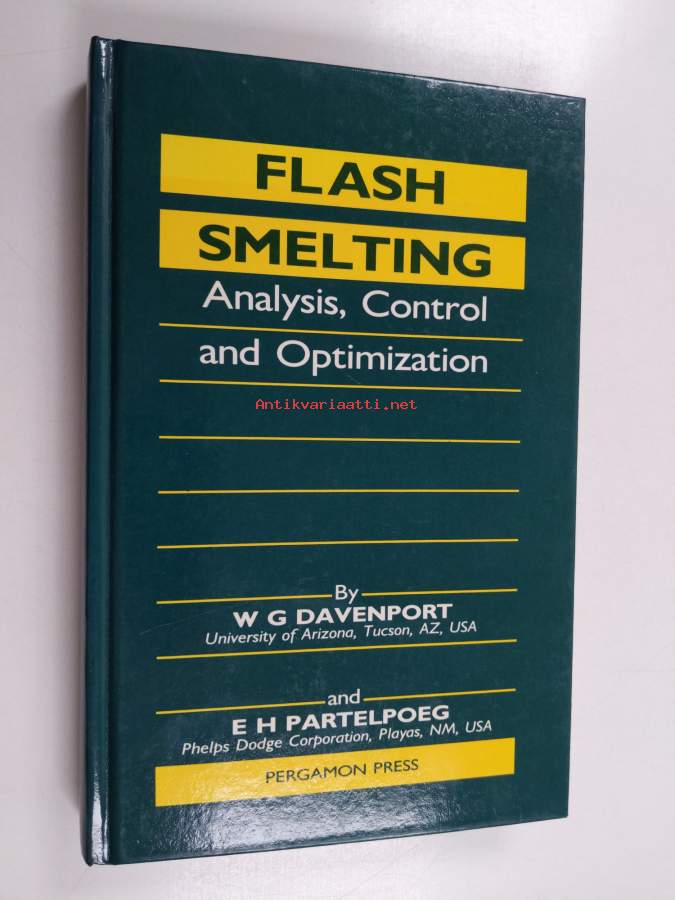 FLASH
SMELTING
Analysis, Control
and Optimization
Antikvariaatti.net
By
W G DAVENPORT
University of Arizona, Tucson, AZ, USA
and
E H PARTELPOEG
Phelps Dodge Corporation, Playas, NM, USA
PERGAMON PRESS